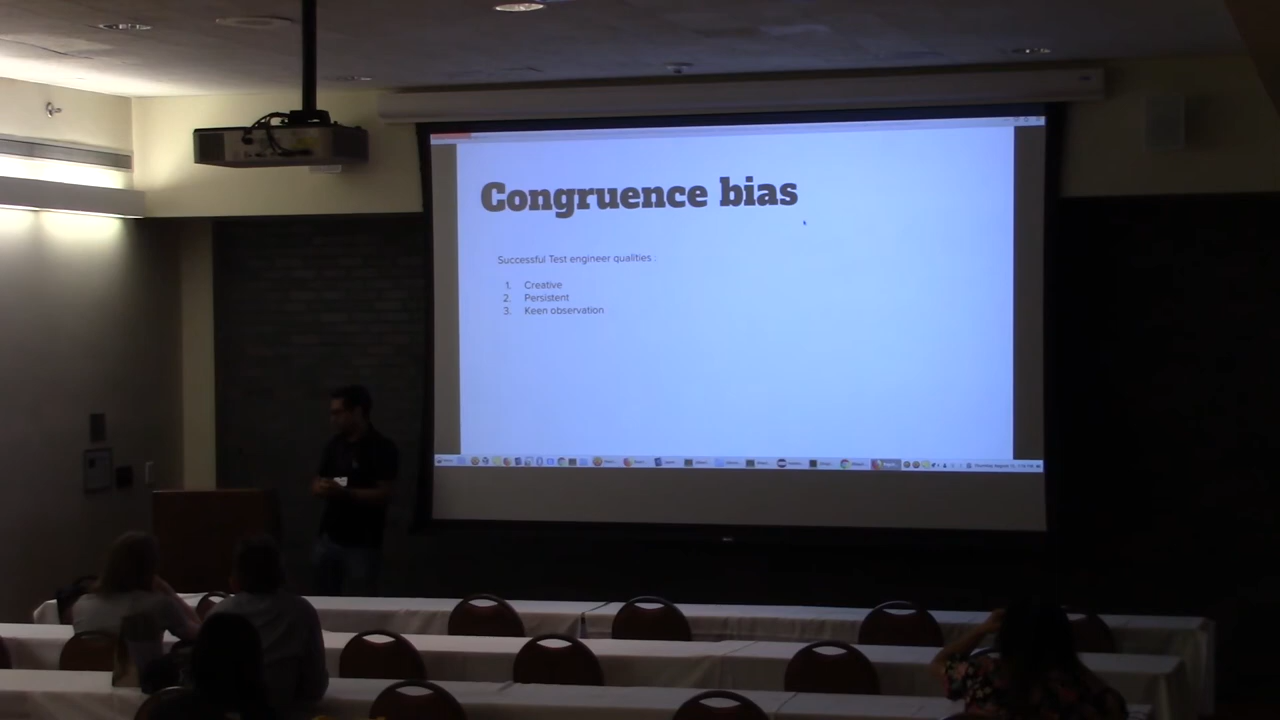 Congruence bias
Successful Test engineer qualities :
1. Creative
2. Persistent
3. Keen observation